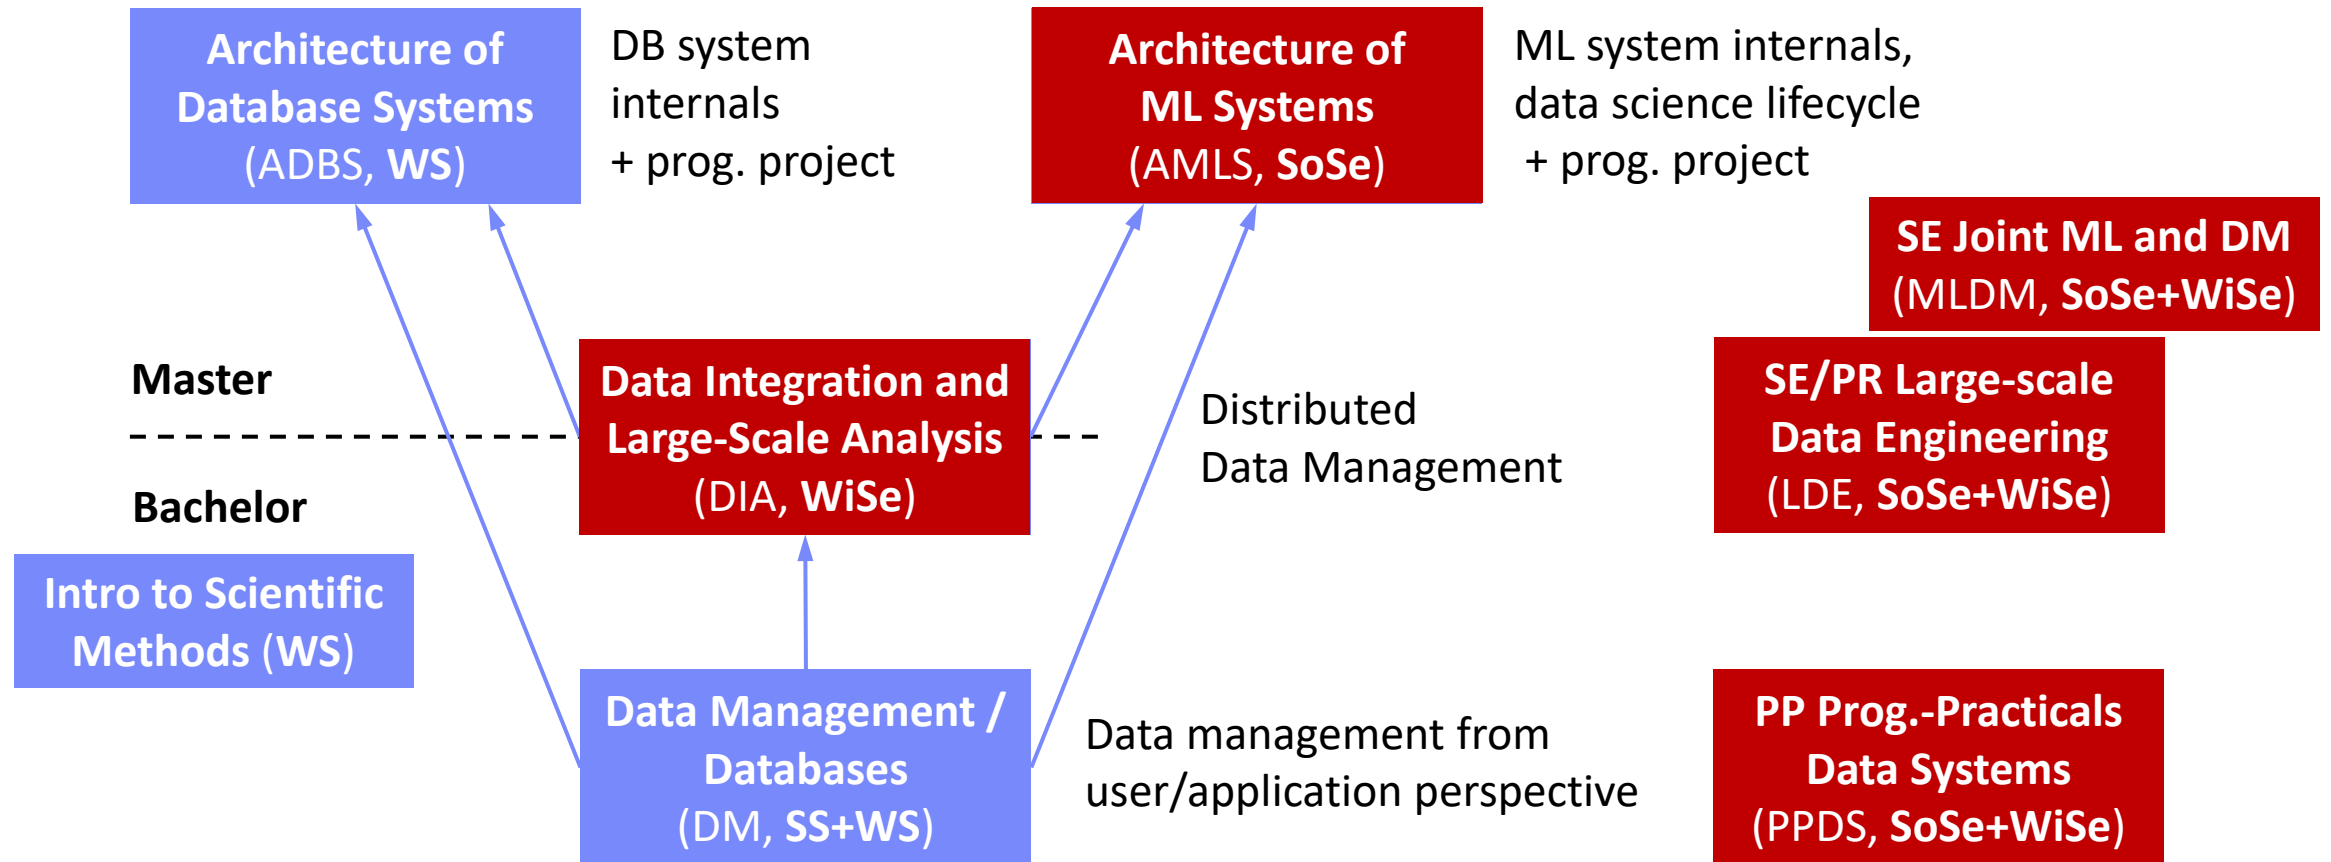 Architecture of
Database Systems
(ADBS, WS)
DB system
internals
+ prog. project
Architecture of
ML Systems
(AMLS, SoSe)
ML system internals,
data science lifecycle
+ prog. project
SE Joint ML and DM
(MLDM, SoSe+WiSe)
Master
Data Integration and
Large-Scale Analysis
(DIA, WiSe)
Distributed
Data Management
SE/PR Large-scale
Data Engineering
(LDE, SoSe+WiSe)
Bachelor
Intro to Scientific
Methods (WS)
Data Management /
Databases
(DM, SS+WS)
Data management from
user/application perspective
PP Prog.-Practicals
Data Systems
(PPDS, SoSe+WiSe)